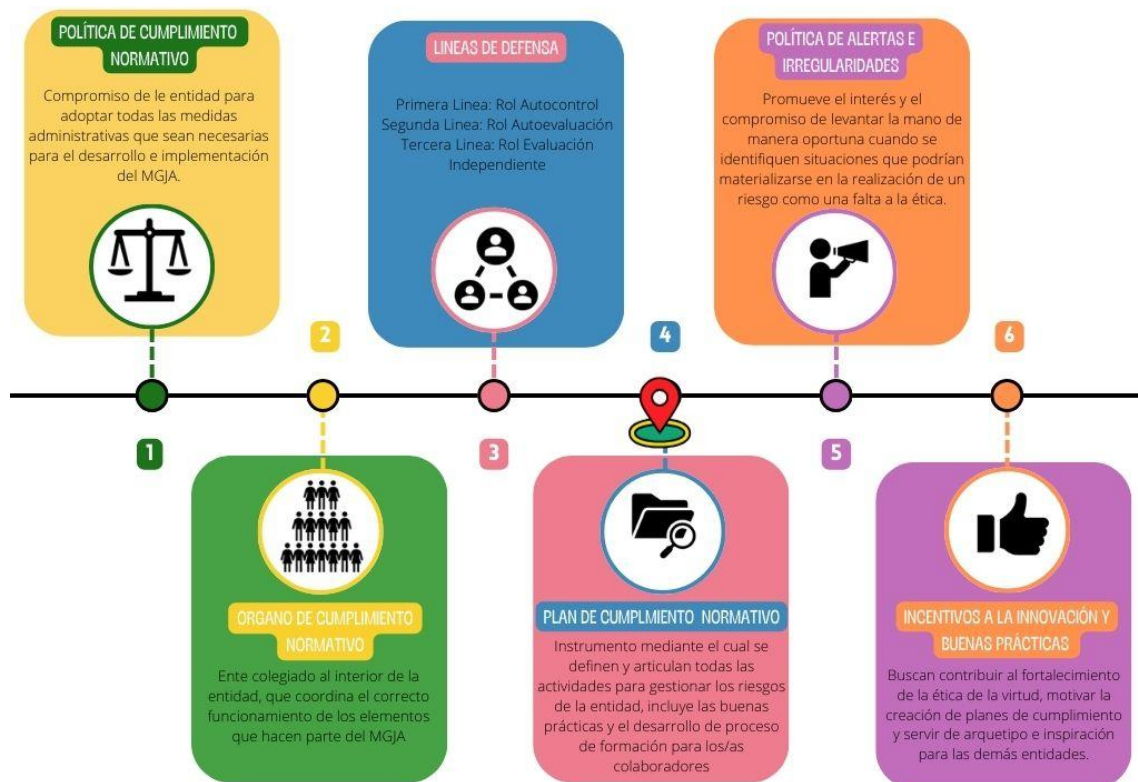 POLÍTICA DE CUMPLIMIENTO
NORMATIVO
Compromiso de le entidad para
adoptar todas las medidas
administrativas que sean necesarias
para el desarrollo e implementación
del MGJA.
1
2
ORGANO DE CUMPLIMIENTO
NORMATIVO
Ente colegiado al interior de la
entidad, que coordina el correcto
funcionamiento de los elementos
que hacen parte del MGJA
LINEAS DE DEFENSA
Primera Linea: Rol Autocontrol
Segunda Linea: Rol Autoevaluación
Tercera Linea: Rol Evaluación
Independiente
3
4
PLAN DE CUMPLMIENTO NORMATIVO
Instrumento mediante el cual se
definen y articulan todas las
actividades para gestionar los riesgos
de la entidad, incluye las buenas
prácticas y el desarrollo de proceso
de formación para los/as
colaboradores
POLÍTICA DE ALERTAS E
IRREGULARIDADES
Promueve el interés y el
compromiso de levantar la mano de
manera oportuna cuando se
identifiquen situaciones que podrían
materializarse en la realización de un
riesgo como una falta a la ética.
5
6
INCENTIVOS A LA INNOVACIÓN Y
BUENAS PRÁCTICAS
Buscan contribuir al fortalecimiento
de la ética de la virtud, motivar la
creación de planes de cumplimiento
y servir de arquetipo e inspiración
para las demás entidades.